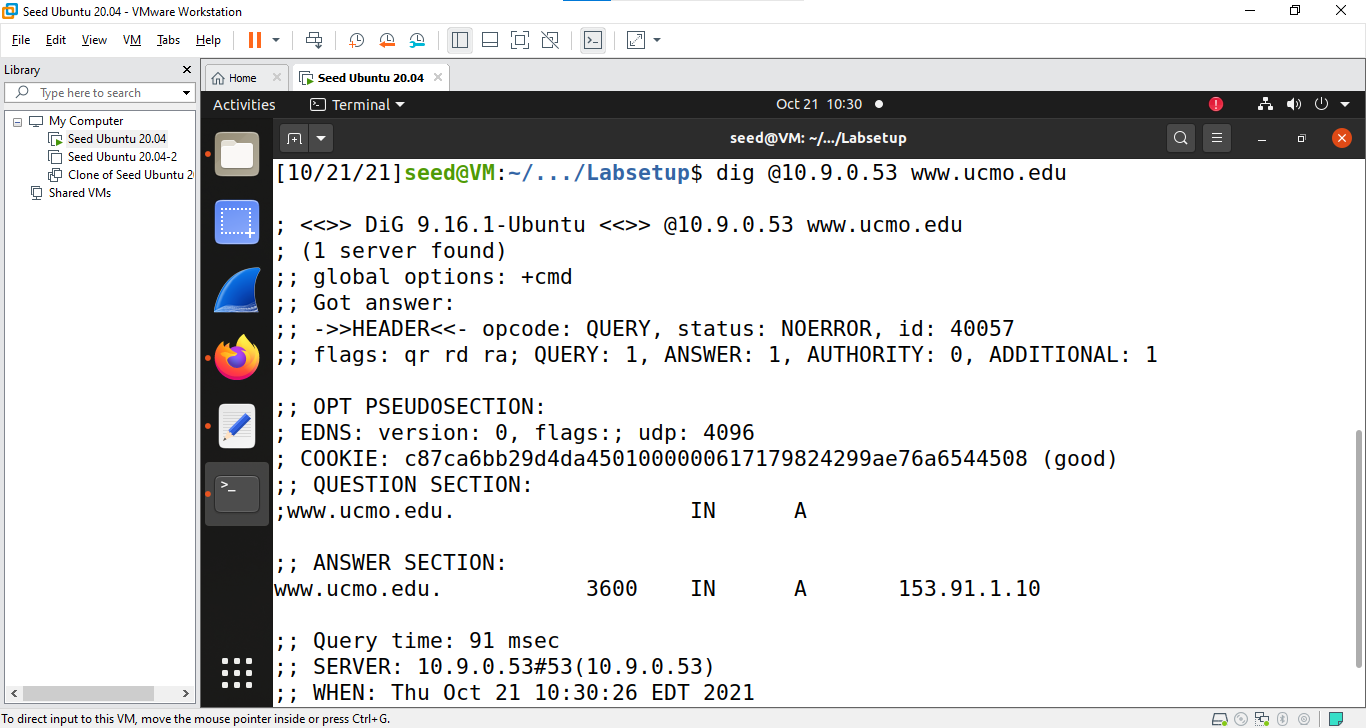 Seed Ubuntu 20.04 - VMware Workstation
File Edit View VM Tabs Help
Library
Type here to search
My Computer
Seed Ubuntu 20.04
Seed Ubuntu 20.04-2
Clone of Seed Ubuntu 2
Shared VMs
Home
Seed Ubuntu 20.04
Activities
Terminal
Oct 21 10:30
seed@VM: ~/.../Labsetup
[10/21/21]seed@VM:~/.../Labsetup$ dig @10.9.0.53 www.ucmo.edu
; <<>> DiG 9.16.1-Ubuntu <<>> @10.9.0.53 www.ucmo.edu
; (1 server found)
;; global options: +cmd
;; Got answer:
;; ->>HEADER<<- opcode: QUERY, status: NOERROR, id: 40057
;; flags: qr rd ra; QUERY: 1, ANSWER: 1, AUTHORITY: 0, ADDITIONAL: 1
;; OPT PSEUDOSECTION:
; EDNS: version: 0, flags:; udp: 4096
; COOKIE: c87ca6bb29d4da4501000000617179824299ae76a6544508 (good)
;; QUESTION SECTION:
;www.ucmo.edu. IN A
;; ANSWER SECTION:
www.ucmo.edu. 3600 IN A 153.91.1.10
;; Query time: 91 msec
;; SERVER: 10.9.0.53#53(10.9.0.53)
;; WHEN: Thu Oct 21 10:30:26 EDT 2021
To direct input to this VM, move the mouse pointer inside or press Ctrl+G.